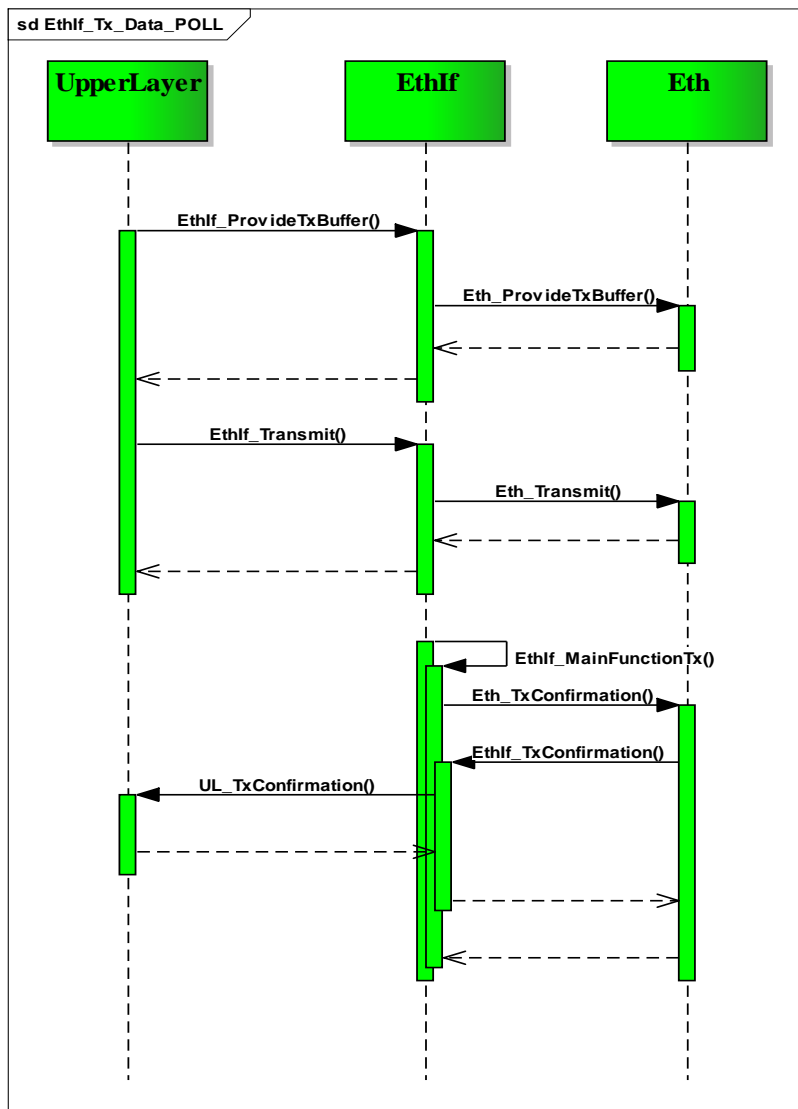 sd EthIf_Tx_Data_POLL
UpperLayer
EthIf
Eth
EthIf_ProvideTxBuffer()
Eth_ProvideTxBuffer()
EthIf_Transmit()
Eth_Transmit()
EthIf_MainFunctionTx()
Eth_TxConfirmation()
EthIf_TxConfirmation()
UL_TxConfirmation()